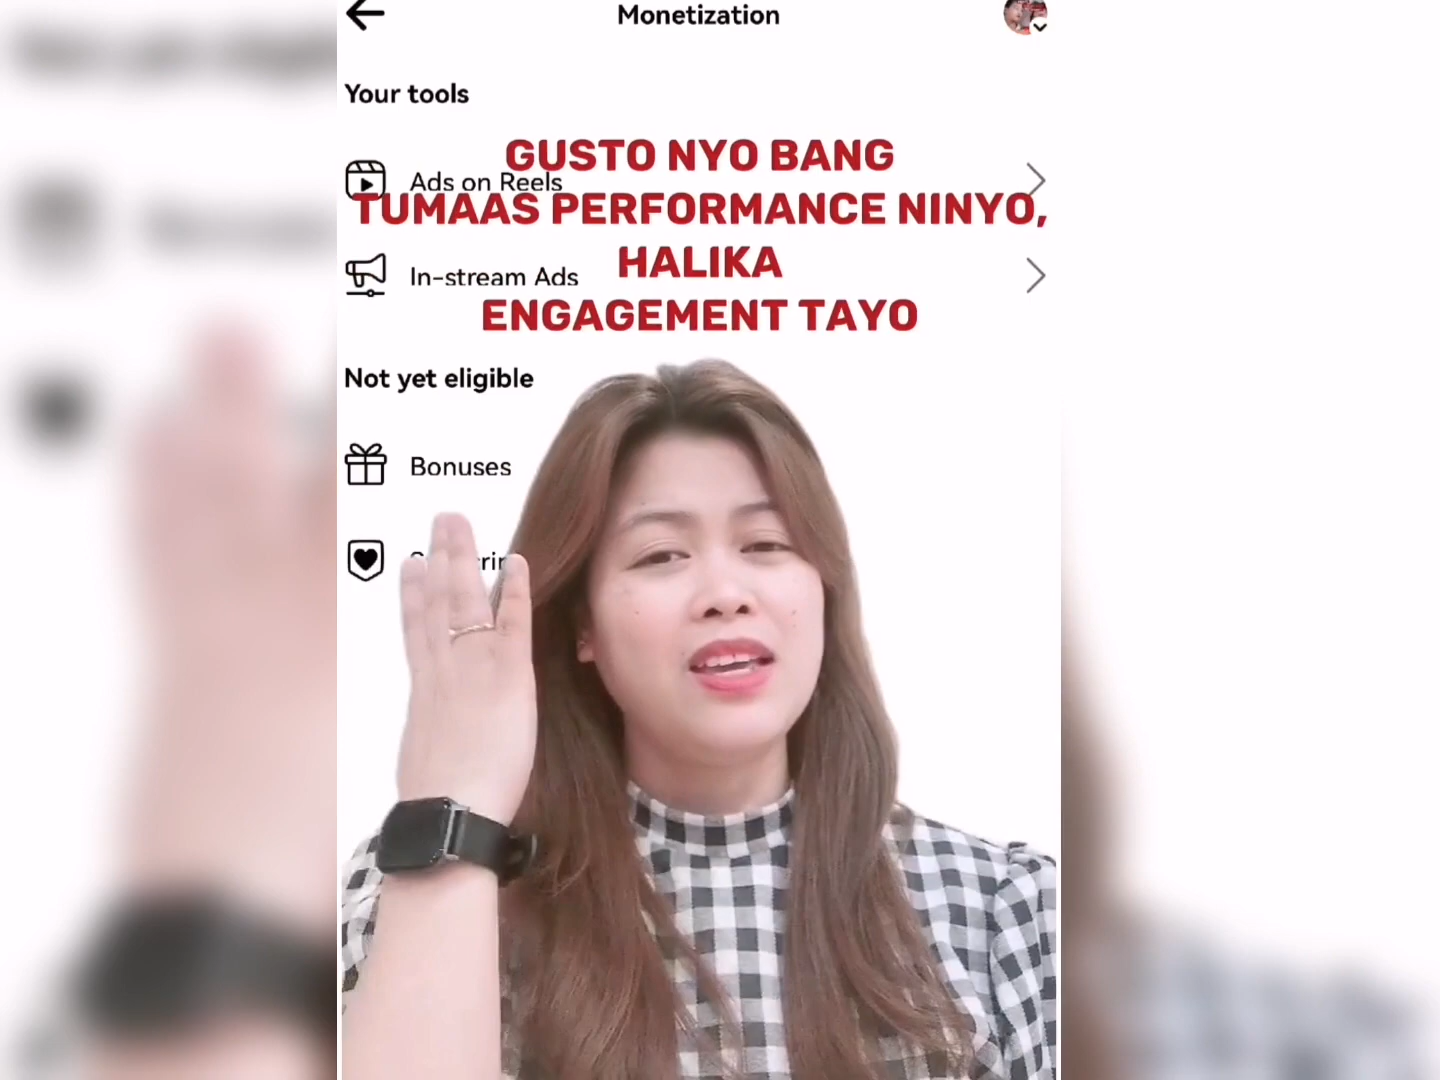 Monetization
Your tools
GUSTO NYO BANG
Ads on Reels
TUMAAS PERFORMANCE NINYO,
HALIKA
In-stream Ads
ENGAGEMENT TAYO
Not yet eligible
Bonuses